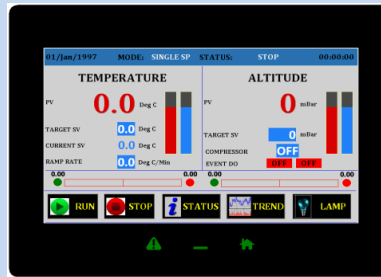 01/Jan/1997 MODE: SINGLE SP STATUS: STOP 00:00:00
TEMPERATURE ALTITUDE
PV 0.0 Deg C PV 0 mBar
TARGET SV 0.0 Deg C TARGET SV 0 mBar
CURRENT SV 0.0 Deg C COMPRESSOR OFF
RAMP RATE 0.0 Deg C/Min EVENT DO OFF OFF
0.00 0.00 0.00 0.00
RUN STOP STATUS TREND LAMP